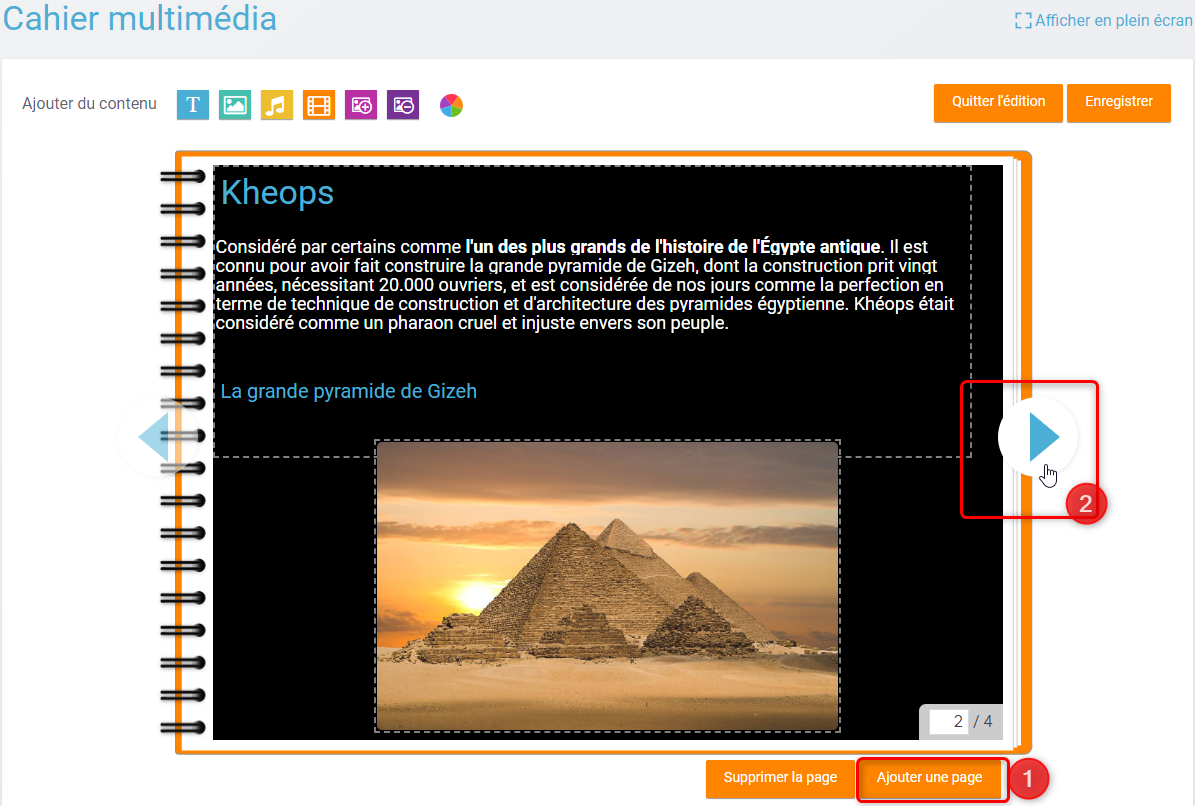 Cahier multimédia
Afficher en plein écran
Ajouter du contenu
T
Quitter l'édition
Enregistrer
Kheops
Considéré par certains comme l'un des plus grands de l'histoire de l'Égypte antique. Il est
connu pour avoir fait construire la grande pyramide de Gizeh, dont la construction prit vingt
années, nécessitant 20.000 ouvriers, et est considérée de nos jours comme la perfection en
terme de technique de construction et d'architecture des pyramides égyptienne. Khéops était
considéré comme un pharaon cruel et injuste envers son peuple.
La grande pyramide de Gizeh
2
2 / 4
Supprimer la page
Ajouter une page
1